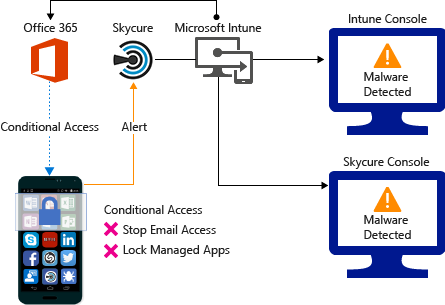 Office 365
Skycure
Microsoft Intune
Intune Console
Malware
Detected
Conditional Access
Alert
Skycure Console
Malware
Detected
Conditional Access
Stop Email Access
Lock Managed Apps